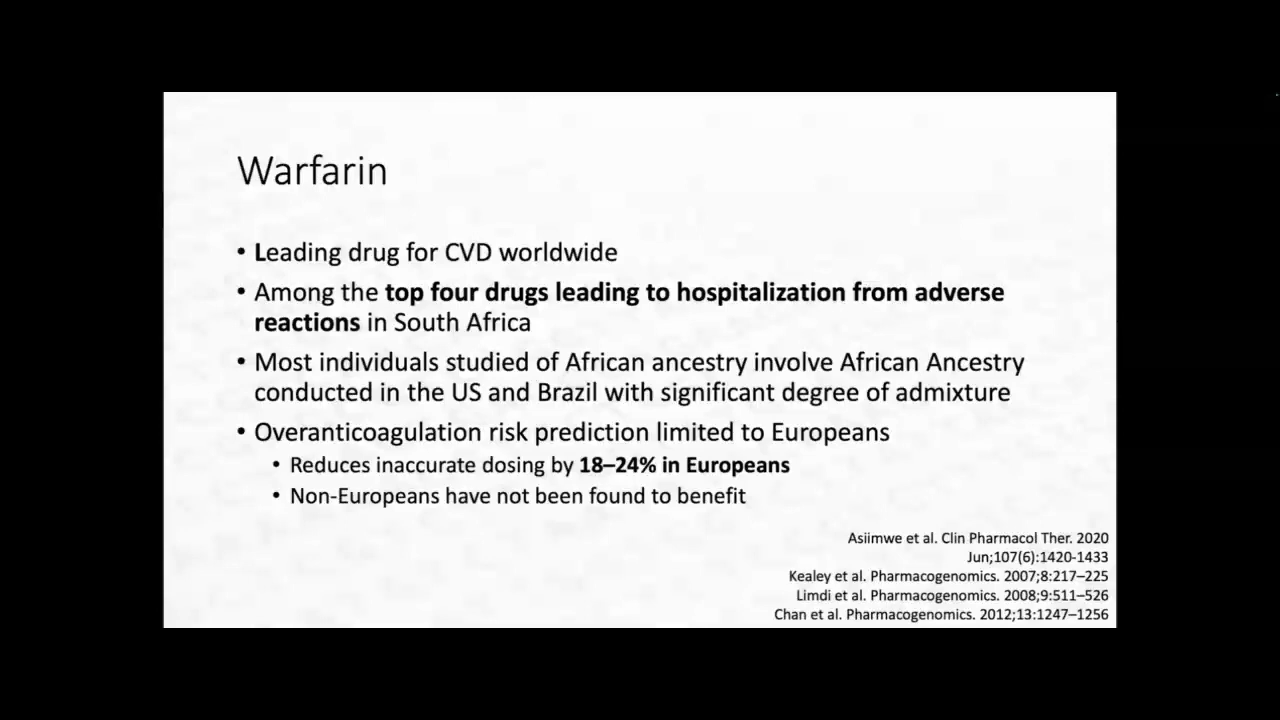 Warfarin
• Leading drug for CVD worldwide
• Among the top four drugs leading to hospitalization from adverse
reactions in South Africa
• Most individuals studied of African ancestry involve African Ancestry
conducted in the US and Brazil with significant degree of admixture
• Overanticoagulation risk prediction limited to Europeans
• Reduces inaccurate dosing by 18–24% in Europeans
• Non-Europeans have not been found to benefit
Asiimwe et al. Clin Pharmacol Ther. 2020
Jun;107(6):1420-1433
Kealey et al. Pharmacogenomics. 2007;8:217–225
Limdi et al. Pharmacogenomics. 2008;9:511–526
Chan et al. Pharmacogenomics. 2012;13:1247–1256